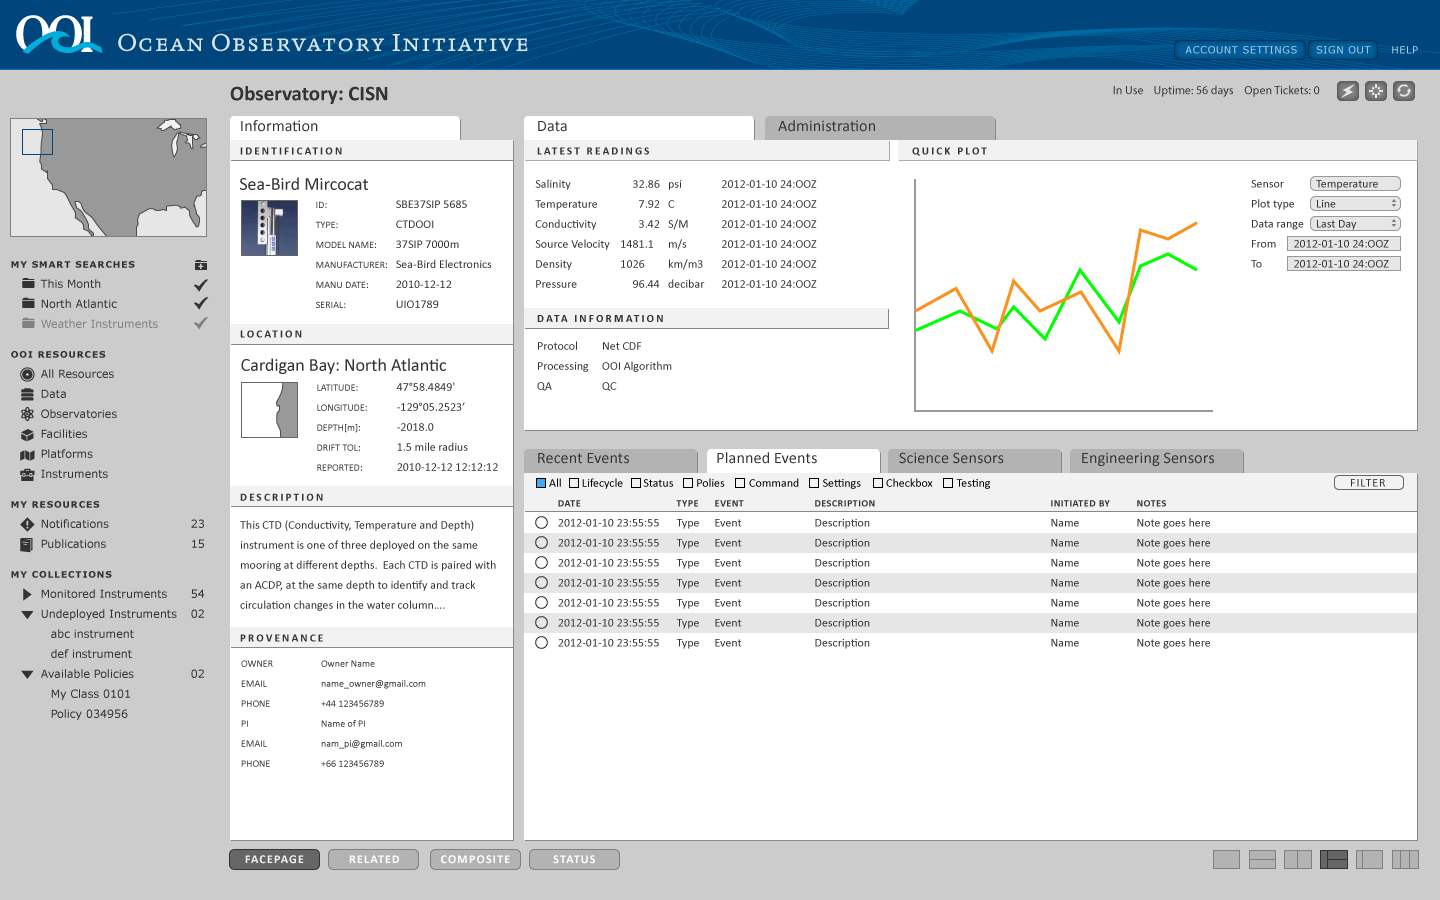 OOI OCEAN OBSERVATORY INITIATIVE
ACCOUNT SETTINGS SIGN OUT HELP
Observatory: CISN
In Use Uptime: 56 days Open Tickets: 0
MY SMART SEARCHES
This Month
North Atlantic
Weather Instruments
OOI RESOURCES
All Resources
Data
Observatories
Facilities
Platforms
Instruments
MY RESOURCES
Notifications 23
Publications 15
MY COLLECTIONS
Monitored Instruments 54
Undeployed Instruments 02
abc instrument
def instrument
Available Policies 02
My Class 0101
Policy 034956
Information
IDENTIFICATION
Sea-Bird Mircocat
ID: SBE37SIP 5685
TYPE: CTDOOI
MODEL NAME: 37SIP 7000m
MANUFACTURER: Sea-Bird Electronics
MANU DATE: 2010-12-12
SERIAL: UIO1789
LOCATION
Cardigan Bay: North Atlantic
LATITUDE: 47°58.4849'
LONGITUDE: -129°05.2523'
DEPTH[m]: -2018.0
DRIFT TOL: 1.5 mile radius
REPORTED: 2010-12-12 12:12:12
DESCRIPTION
This CTD (Conductivity, Temperature and Depth)
instrument is one of three deployed on the same
mooring at different depths. Each CTD is paired with
an ACDP, at the same depth to identify and track
circulation changes in the water column....
PROVENANCE
OWNER Owner Name
EMAIL name_owner@gmail.com
PHONE +44 123456789
PI Name of PI
EMAIL nam_pi@gmail.com
PHONE +66 123456789
Data Administration
LATEST READINGS
Salinity 32.86 psi 2012-01-10 24:OOZ
Temperature 7.92 C 2012-01-10 24:OOZ
Conductivity 3.42 S/M 2012-01-10 24:OOZ
Source Velocity 1481.1 m/s 2012-01-10 24:OOZ
Density 1026 km/m3 2012-01-10 24:OOZ
Pressure 96.44 decibar 2012-01-10 24:OOZ
DATA INFORMATION
Protocol Net CDF
Processing OOI Algorithm
QA QC
QUICK PLOT
Sensor Temperature
Plot type Line
Data range Last Day
From 2012-01-10 24:OOZ
To 2012-01-10 24:OOZ
Recent Events Planned Events Science Sensors Engineering Sensors
All Lifecycle Status Polies Command Settings Checkbox Testing FILTER
DATE TYPE EVENT DESCRIPTION INITIATED BY NOTES
2012-01-10 23:55:55 Type Event Description Name Note goes here
2012-01-10 23:55:55 Type Event Description Name Note goes here
2012-01-10 23:55:55 Type Event Description Name Note goes here
2012-01-10 23:55:55 Type Event Description Name Note goes here
2012-01-10 23:55:55 Type Event Description Name Note goes here
2012-01-10 23:55:55 Type Event Description Name Note goes here
2012-01-10 23:55:55 Type Event Description Name Note goes here
FACEPAGE RELATED COMPOSITE STATUS